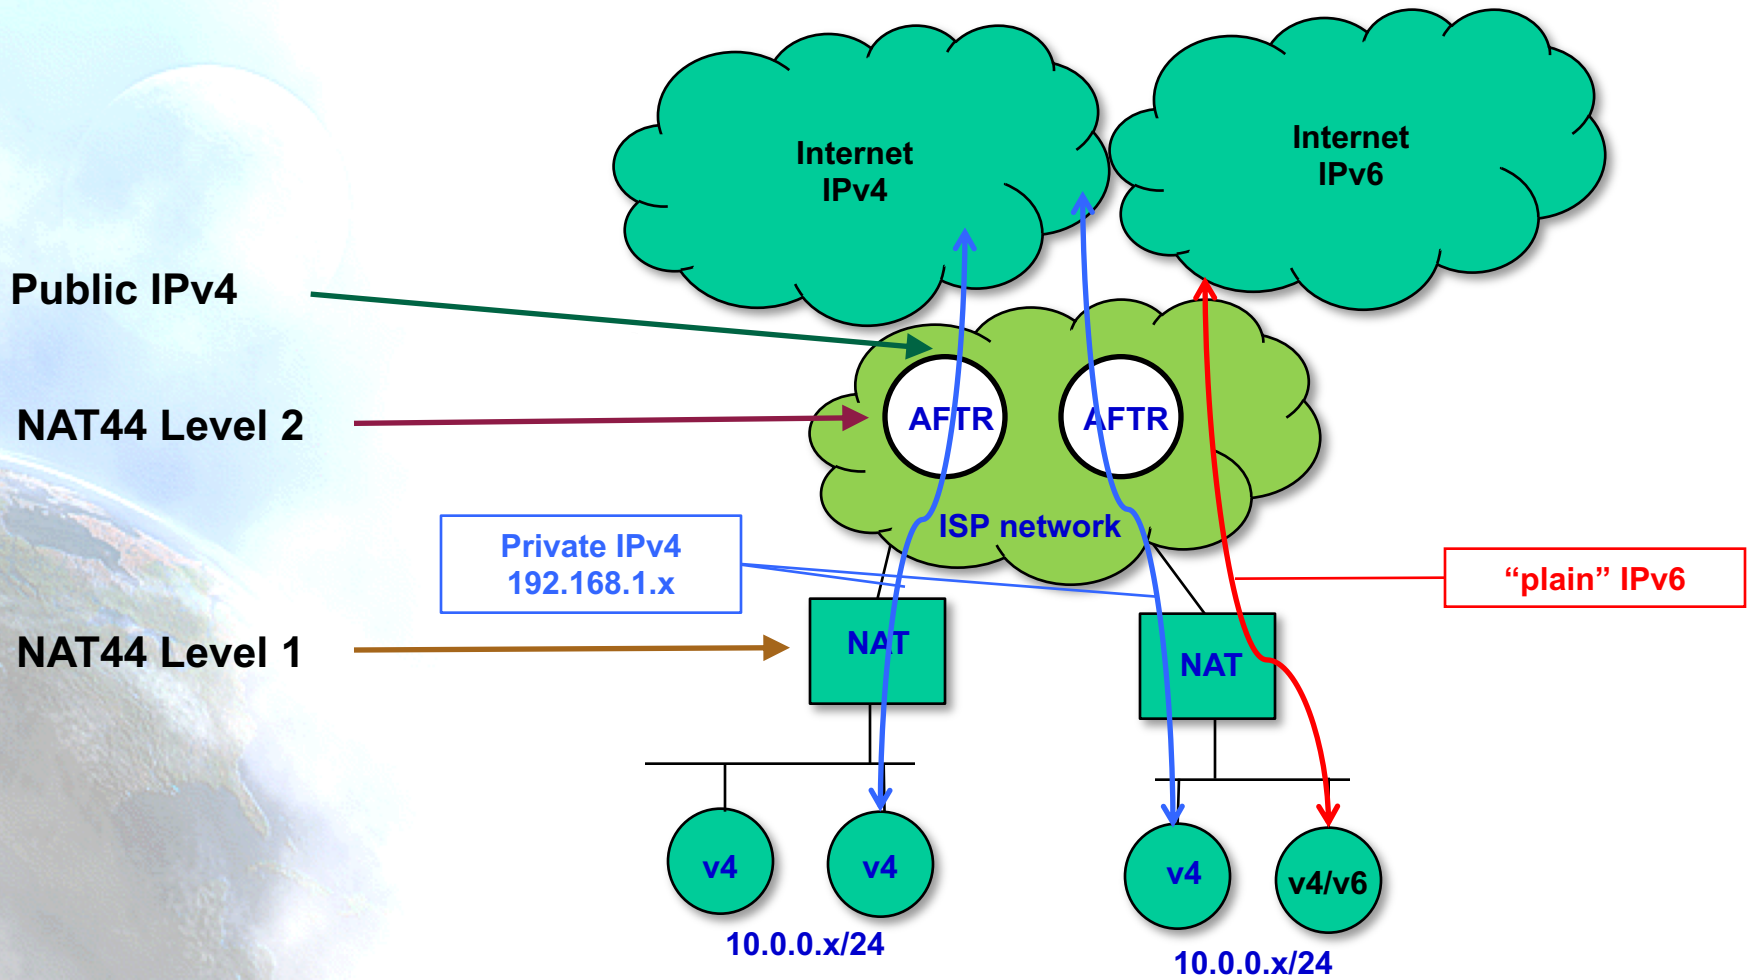 Internet
IPv4
Internet
IPv6
Public IPv4
NAT44 Level 2
AFTR
AFTR
ISP network
Private IPv4
192.168.1.x
“plain” IPv6
NAT44 Level 1
NAT
NAT
v4
v4
v4
v4/v6
10.0.0.x/24
10.0.0.x/24